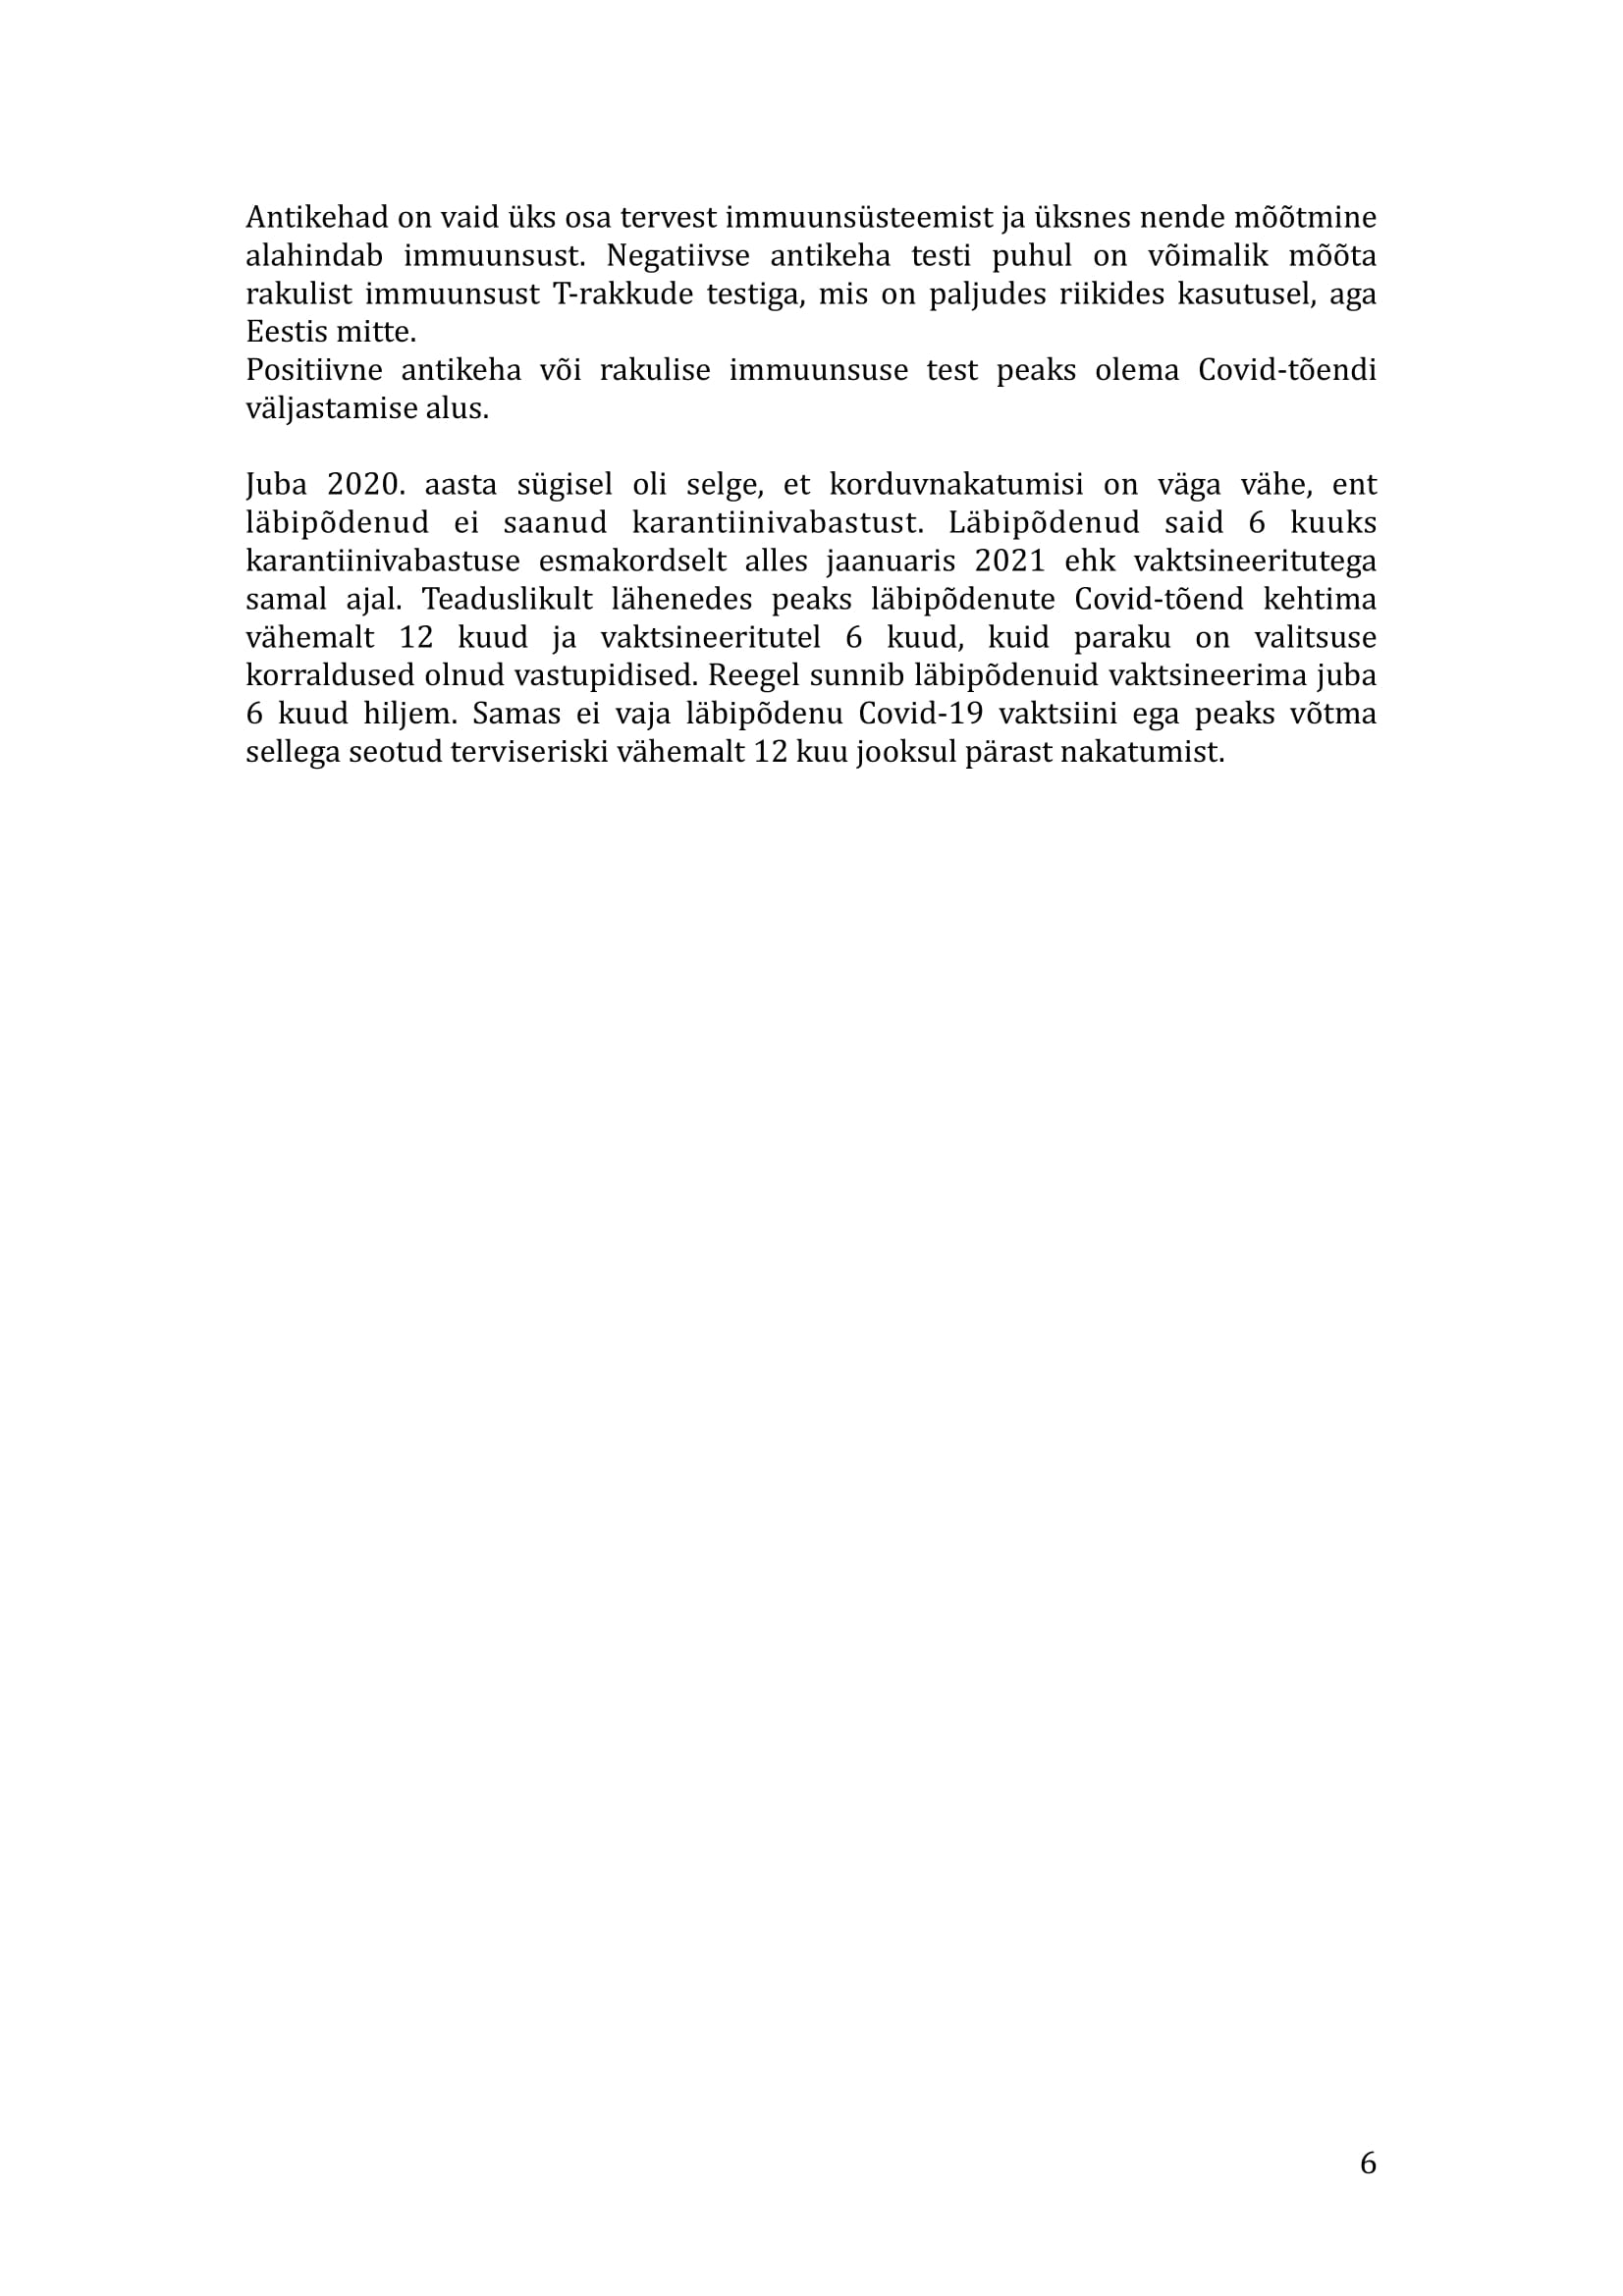 Antikehad on vaid üks osa tervest immuunsüsteemist ja üksnes nende mõõtmine
alahindab immuunsust. Negatiivse antikeha testi puhul on võimalik mõõta
rakulist immuunsust T-rakkude testiga, mis on paljudes riikides kasutusel, aga
Eestis mitte.
Positiivne antikeha või rakulise immuunsuse test peaks olema Covid-tõendi
väljastamise alus.
Juba 2020. aasta sügisel oli selge, et korduvnakatumisi on väga vähe, ent
läbipõdenud ei saanud karantiinivabastust. Läbipõdenud said 6 kuuks
karantiinivabastuse esmakordselt alles jaanuaris 2021 ehk vaktsineeritutega
samal ajal. Teaduslikult lähenedes peaks läbipõdenute Covid-tõend kehtima
vähemalt 12 kuud ja vaktsineeritutel 6 kuud, kuid paraku on valitsuse
korraldused olnud vastupidised. Reegel sunnib läbipõdenuid vaktsineerima juba
6 kuud hiljem. Samas ei vaja läbipõdenu Covid-19 vaktsiini ega peaks võtma
sellega seotud terviseriski vähemalt 12 kuu jooksul pärast nakatumist.
6